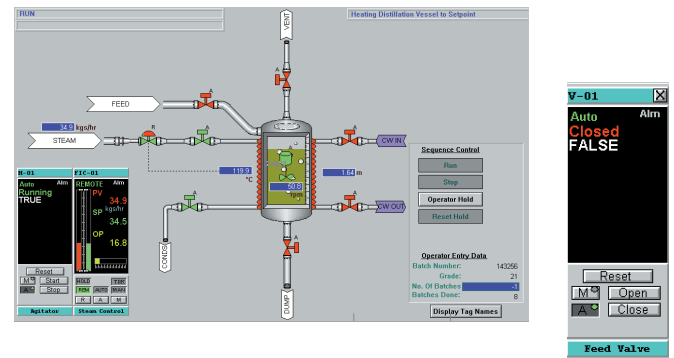 RUN
Heating Distillation Vessel to Setpoint
VENT
A
FEED
A
34.9 kgs/hr
R
A
A
STEAM
CW IN
A
119.9
°C
1.64 m
50.8
rpm
A
A
CW OUT
CONDS
A
DUMP
Sequence Control
Run
Stop
Operator Hold
Reset Hold
Operator Entry Data
Batch Number: 143256
Grade: 21
No. Of Batches -1
Batches Done: 8
Display Tag Names
Auto Alm
Running
TRUE
Reset
M Start
A Stop
Agitator
FIC-01
REMOTE Alm
PV
34.9
kgs/hr
SP
34.5
OP
16.8
HOLD TRK
REM AUTO MAN
R A M
Steam Control
V-01
Auto Alm
Closed
FALSE
Reset
M Open
A Close
Feed Valve